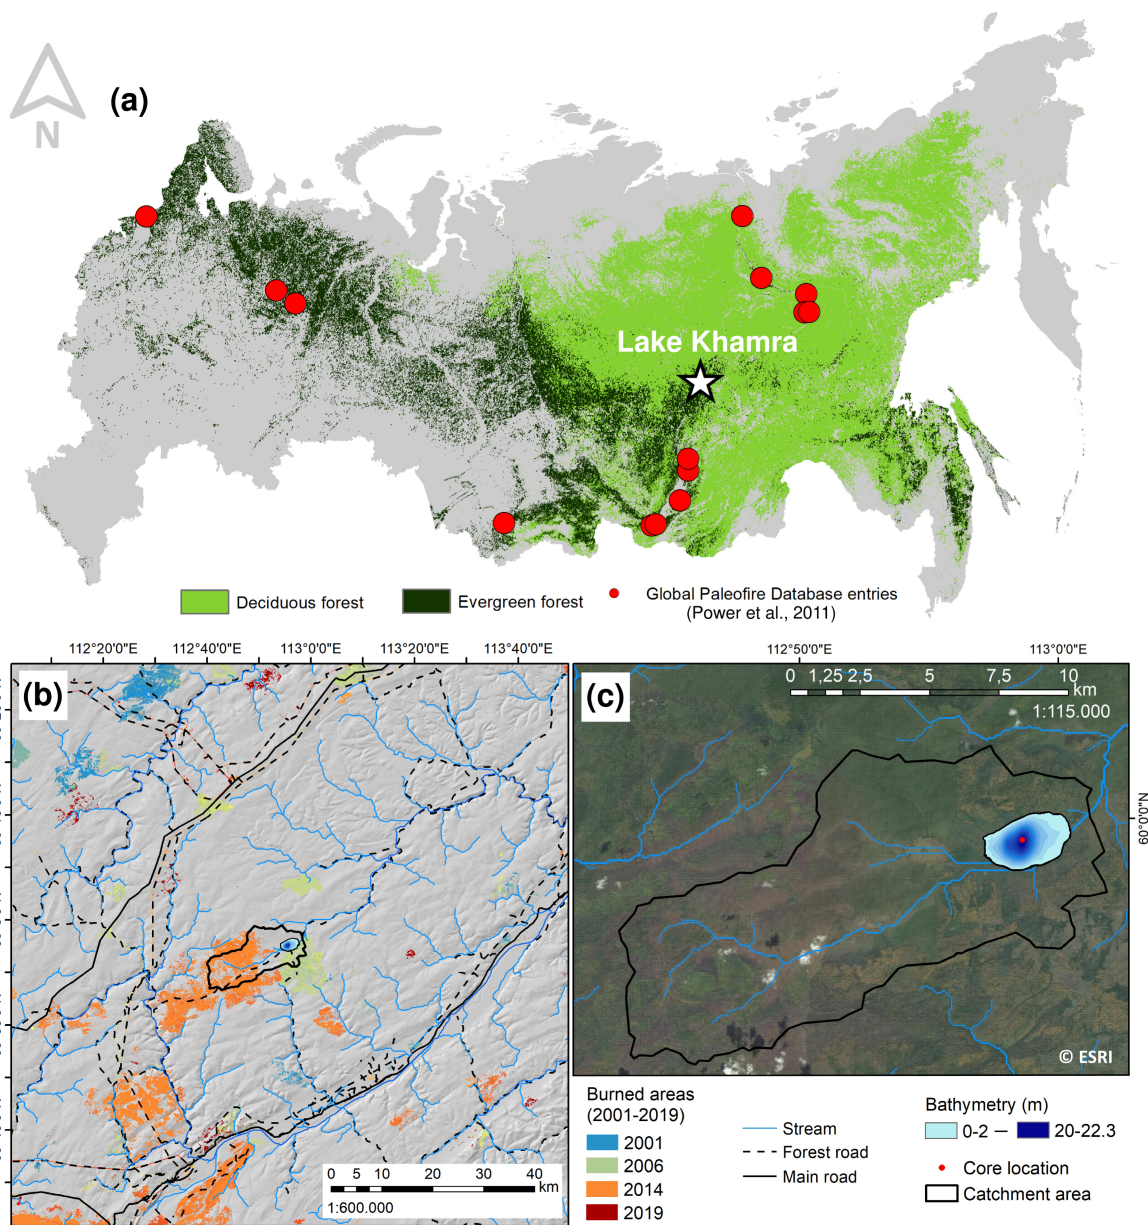 (a)
N
Lake Khamra
Deciduous forest
Evergreen forest
Global Paleofire Database entries
(Power et al., 2011)
112°20'0"E
112°40'0"E
113°0'0"E
113°20'0"E
113°40'0"E
(b)
0 5 10 20 30 40
km
1:600.000
112°50'0"E
113°0'0"E
(c)
0 1,25 2,5 5 7,5 10
km
1:115.000
60°0'0"N
© ESRI
Burned areas
(2001-2019)
2001
2006
2014
2019
Stream
Forest road
Main road
Bathymetry (m)
0-2 – 20-22.3
Core location
Catchment area